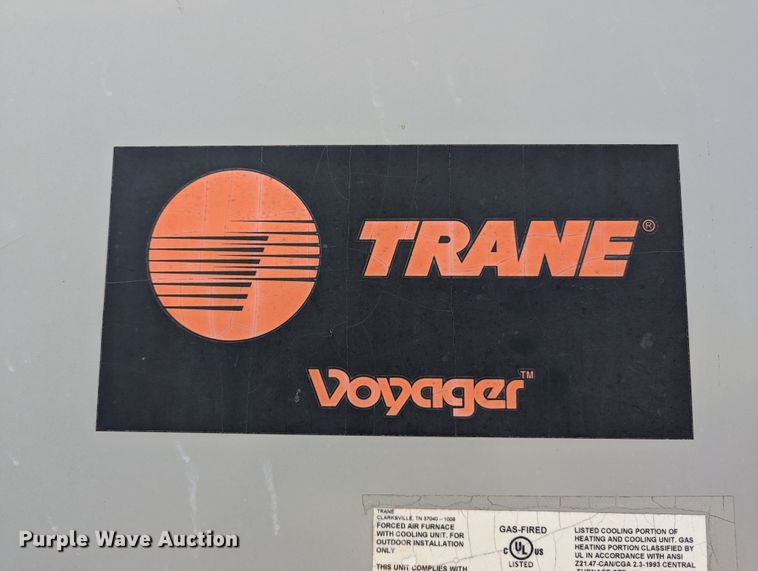 TRANE®
Voyager™
TRANE
CLARKSVILLE, TN 37040 – 1008
FORCED AIR FURNACE
WITH COOLING UNIT, FOR
OUTDOOR INSTALLATION
ONLY
THIS UNIT COMPLIES WITH
GAS-FIRED
C UL US
LISTED
LISTED COOLING PORTION OF
HEATING AND COOLING UNIT. GAS
HEATING PORTION CLASSIFIED BY
UL IN ACCORDANCE WITH ANSI
Z21.47-CAN/CGA 2.3-1993 CENTRAL
Purple Wave Auction